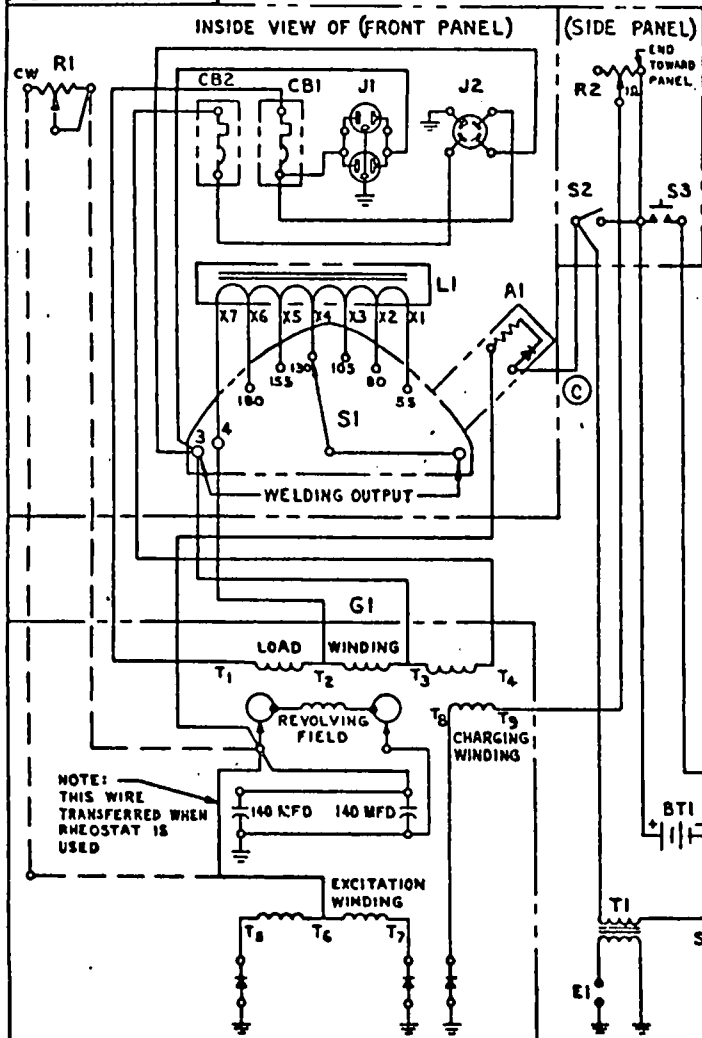 INSIDE VIEW OF (FRONT PANEL)
(SIDE PANEL)
END
TOWARD
PANEL
CW
R1
CB2
CB1
J1
J2
R2
1Ω
S2
S3
L1
X7
X6
X5
X4
X3
X2
X1
A1
180
155
130
105
80
55
C
S1
3
4
WELDING OUTPUT
G1
LOAD WINDING
T1
T2
T3
T4
REVOLVING
FIELD
T8
T9
CHARGING
WINDING
NOTE:
THIS WIRE
TRANSFERRED WHEN
RHEOSTAT IS
USED
140 MFD
140 MFD
+
BT1
−
EXCITATION
WINDING
T6
T7
T1
S
E1